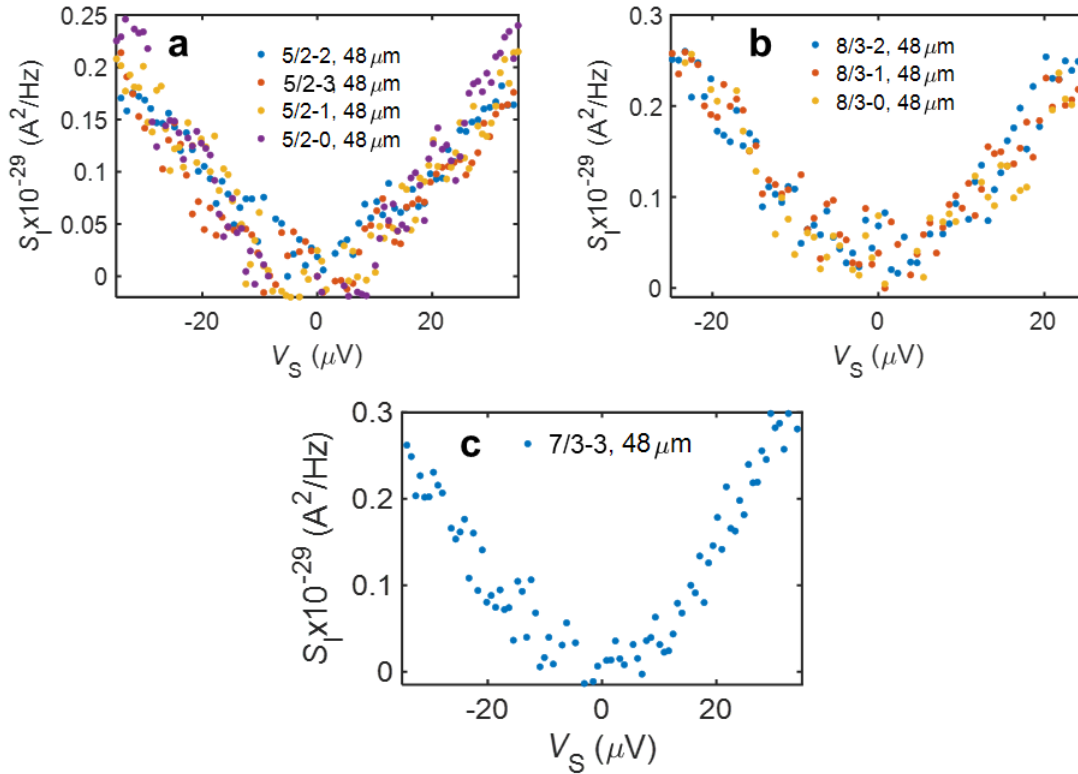 a
5/2-2, 48 μm
5/2-3, 48 μm
5/2-1, 48 μm
5/2-0, 48 μm
0.25
0.2
0.15
0.1
0.05
0
S_I x10^-29 (A^2/Hz)
-20
0
20
V_S (μV)
b
8/3-2, 48 μm
8/3-1, 48 μm
8/3-0, 48 μm
0.3
0.2
0.1
0
S_I x10^-29 (A^2/Hz)
-20
0
20
V_S (μV)
c
7/3-3, 48 μm
0.3
0.2
0.1
0
S_I x10^-29 (A^2/Hz)
-20
0
20
V_S (μV)